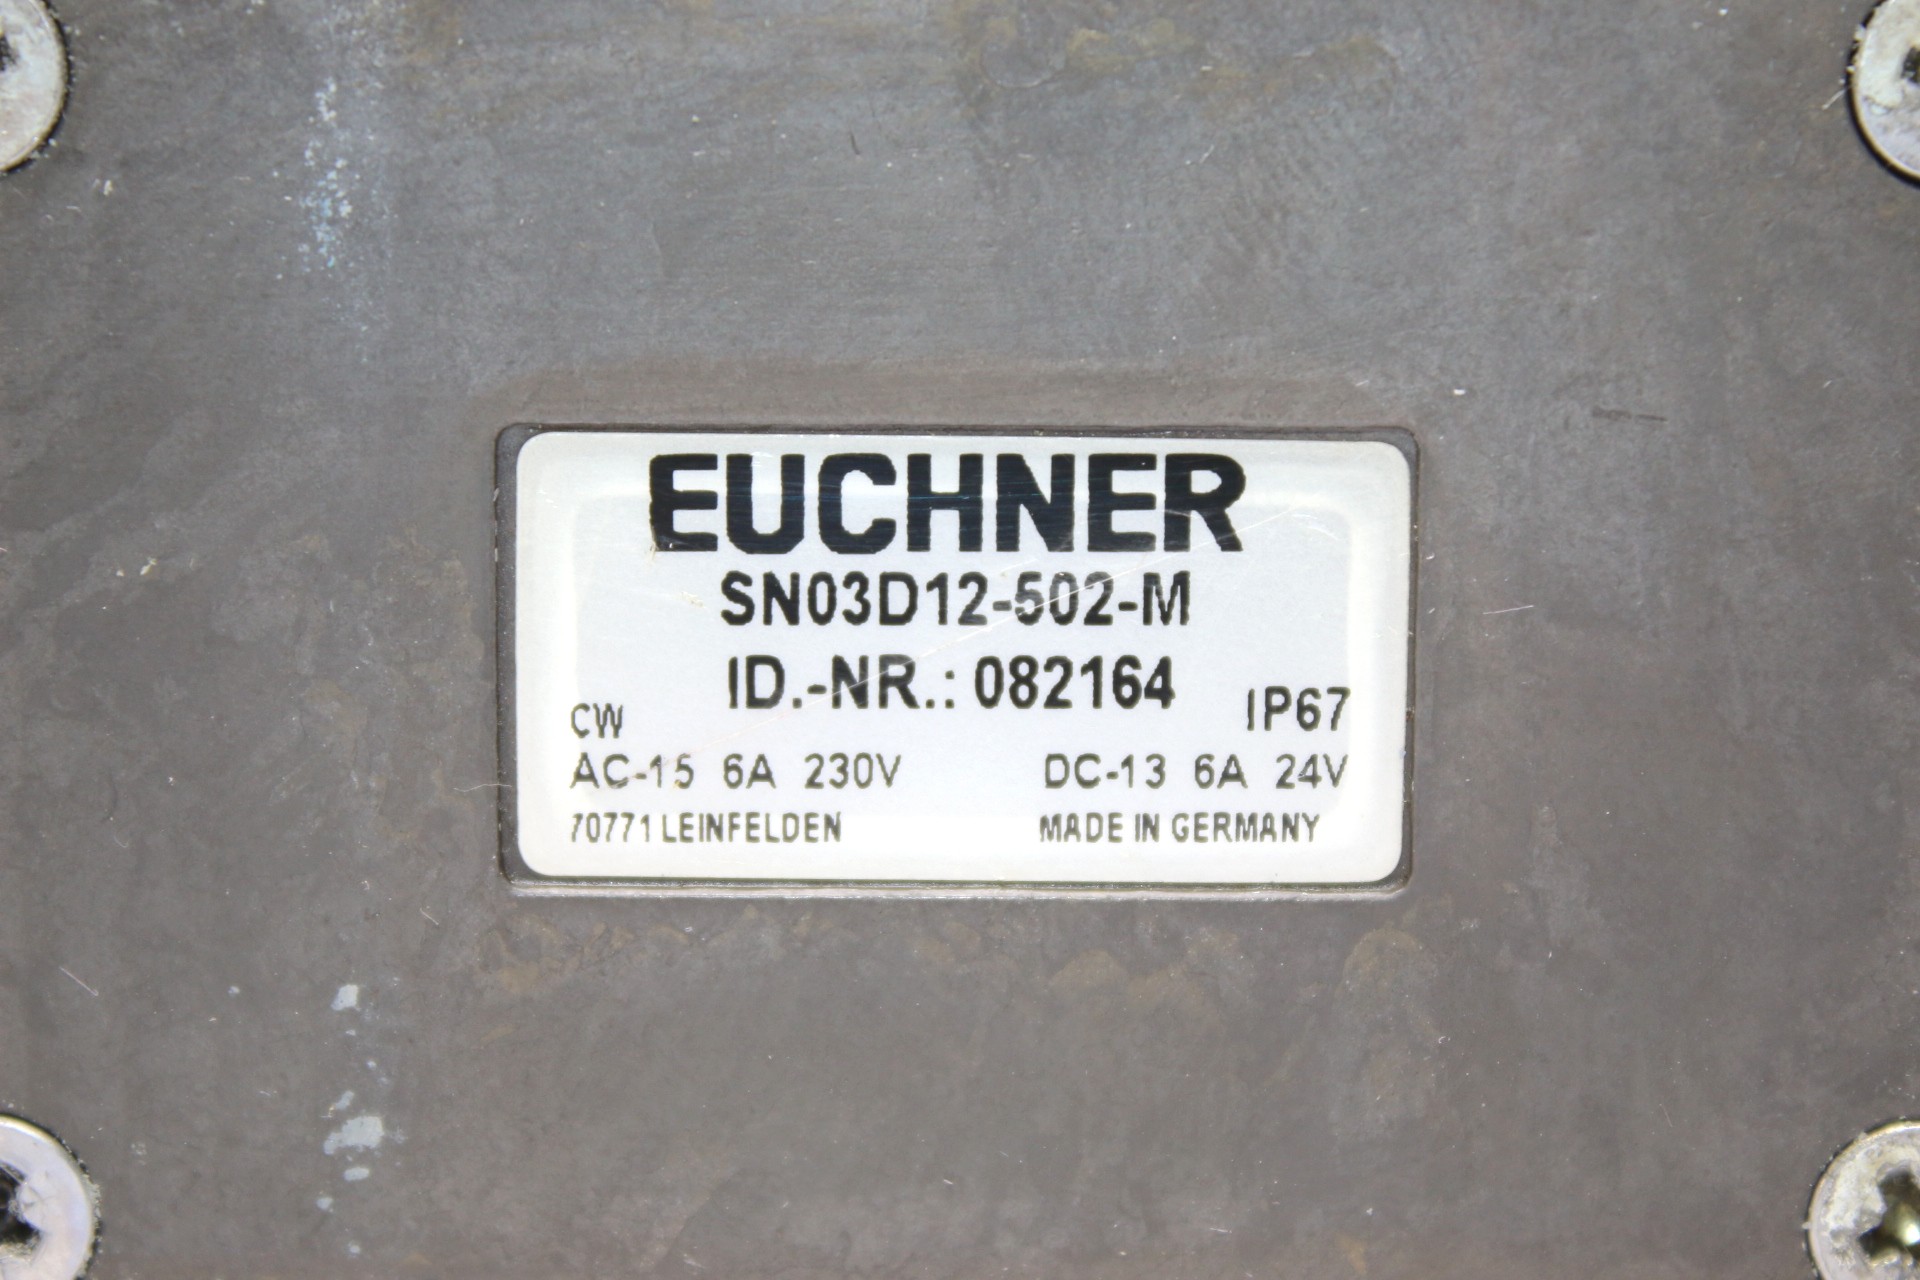 EUCHNER
SN03D12-502-M
ID.-NR.: 082164
CW IP67
AC-15 6A 230V DC-13 6A 24V
70771 LEINFELDEN MADE IN GERMANY